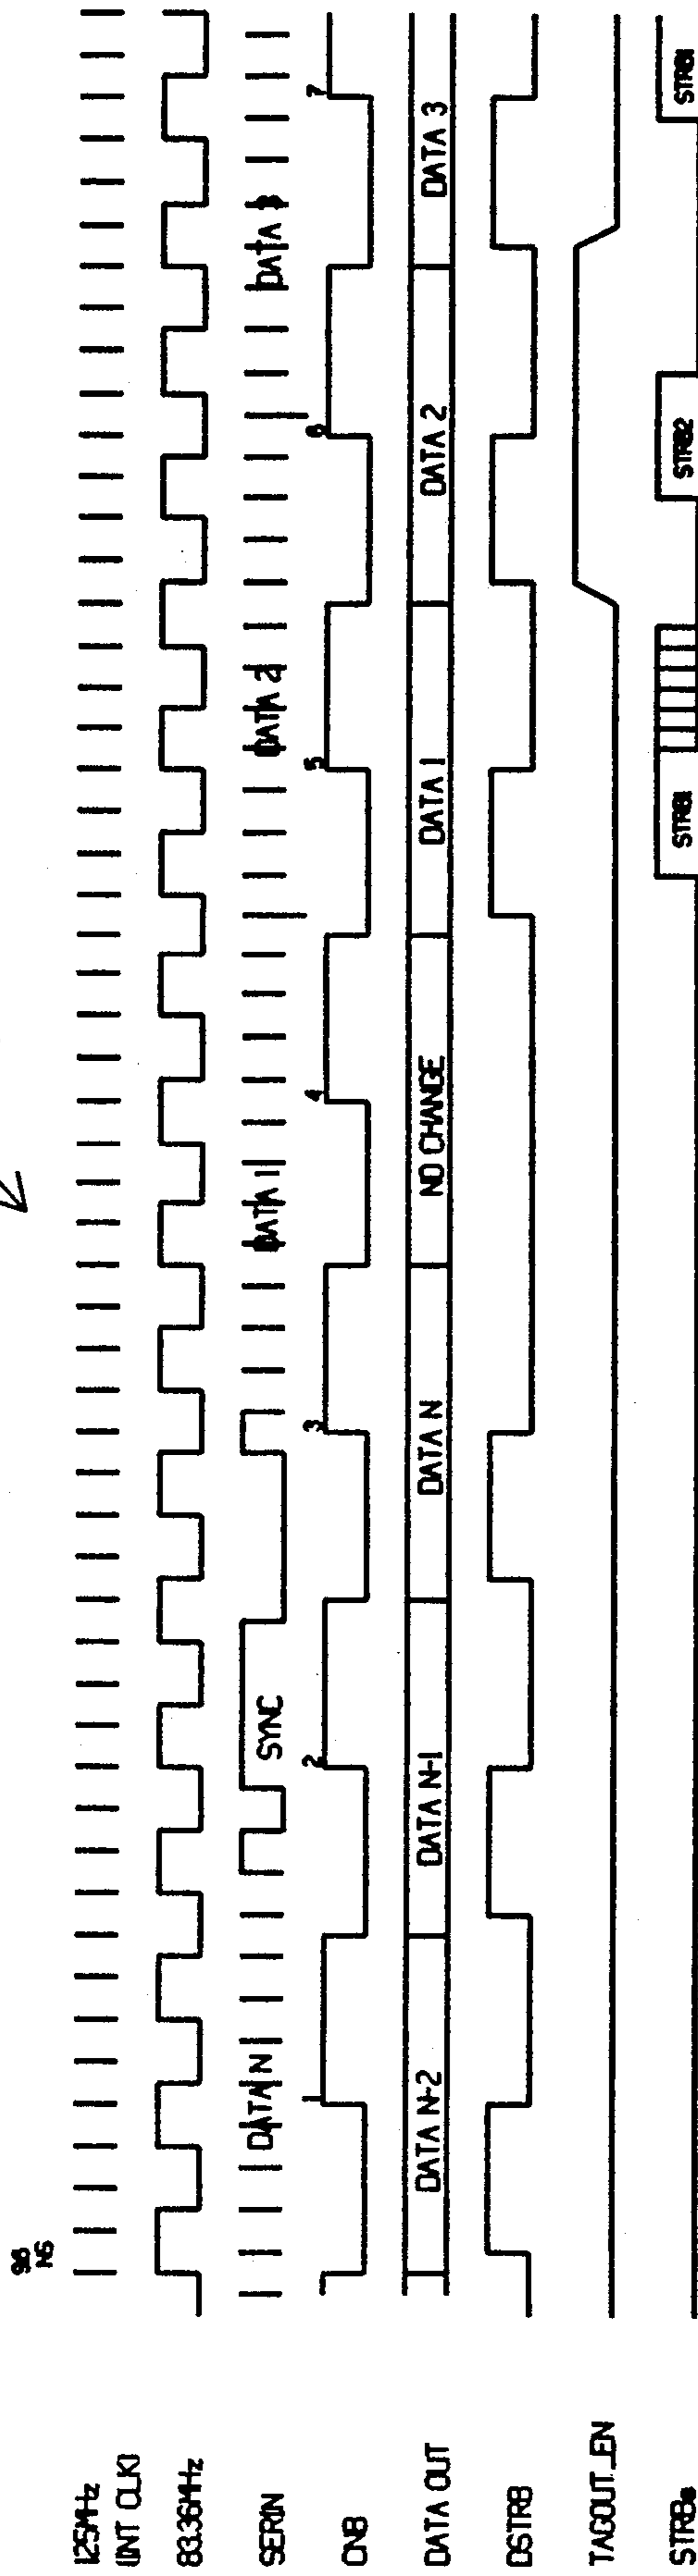 125MHz
(INT CLK)
83.36MHz
SERIN
CNB
DATA OUT
DSTRB
TAGOUT_EN
STRBs
NS
DATA N
SYNC
DATA 1
DATA 2
DATA 3
1
2
3
4
5
6
7
DATA N-2
DATA N-1
DATA N
NO CHANGE
DATA 1
DATA 2
DATA 3
STRB1
STRB2
STRB1